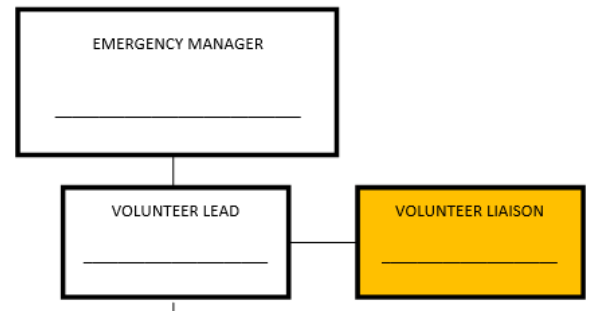 EMERGENCY MANAGER
VOLUNTEER LEAD
VOLUNTEER LIAISON